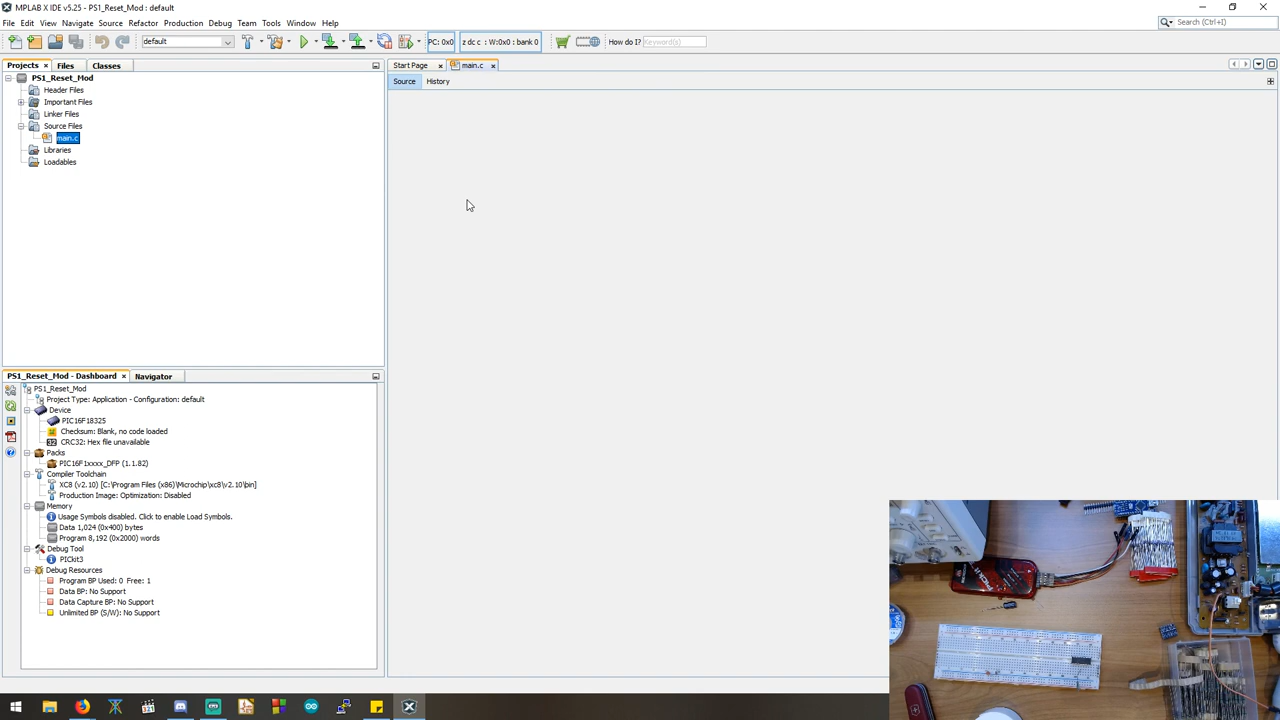 MPLAB X IDE v5.25 - PS1_Reset_Mod : default
File Edit View Navigate Source Refactor Production Debug Team Tools Window Help
Search (Ctrl+I)
default
PC: 0x0
z dc c : W:0x0 : bank 0
How do I? Keyword(s)
Projects
Files
Classes
Start Page
main.c
Source
History
PS1_Reset_Mod
Header Files
Important Files
Linker Files
Source Files
main.c
Libraries
Loadables
PS1_Reset_Mod - Dashboard
Navigator
PS1_Reset_Mod
Project Type: Application - Configuration: default
Device
PIC16F18325
Checksum: Blank, no code loaded
32 CRC32: Hex file unavailable
Packs
PIC16F1xxxx_DFP (1.1.82)
Compiler Toolchain
XC8 (v2.10) [C:\Program Files (x86)\Microchip\xc8\v2.10\bin]
Production Image: Optimization: Disabled
Memory
Usage Symbols disabled. Click to enable Load Symbols.
Data 1,024 (0x400) bytes
Program 8,192 (0x2000) words
Debug Tool
PICkit3
Debug Resources
Program BP Used: 0 Free: 1
Data BP: No Support
Data Capture BP: No Support
Unlimited BP (S/W): No Support